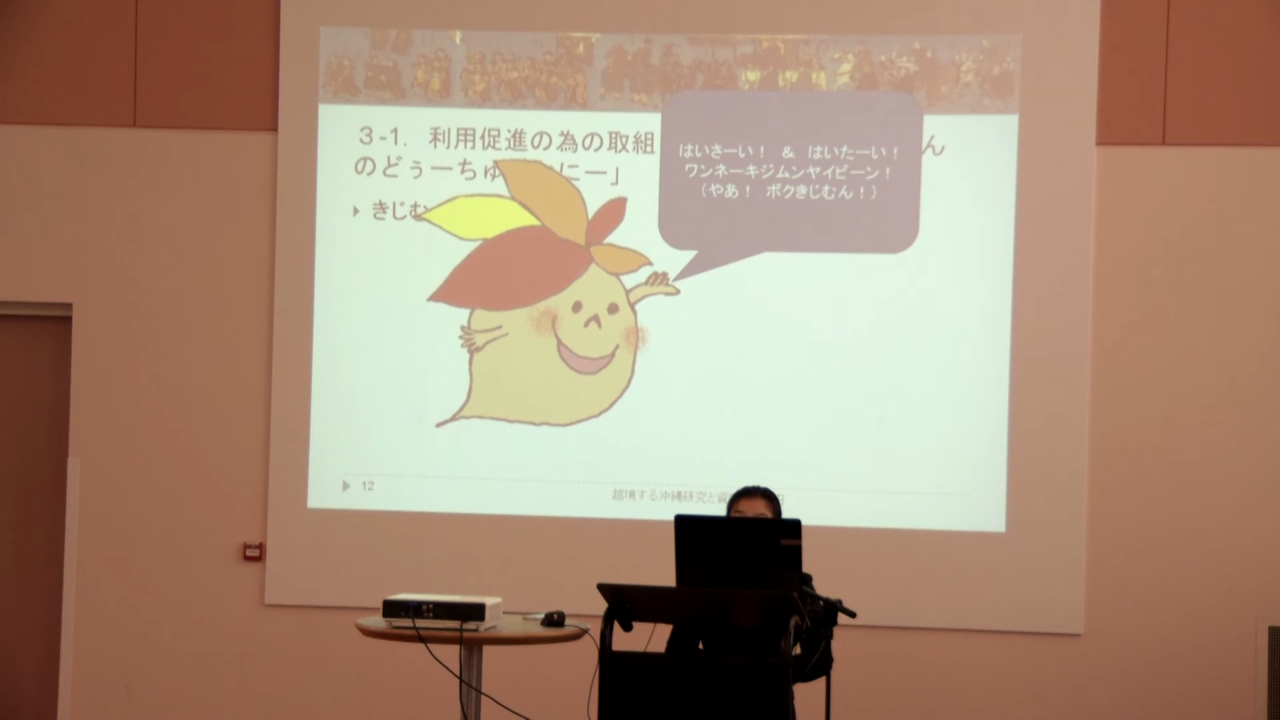 3-1. 利用促進の為の取組
ん
のどぅーちゅ
にー」
きじむ
はいさーい! & はいたーい!
ワンネーキジムンヤイビーン!
(やあ! ボクきじむん!)
12
越境する沖縄研究と資